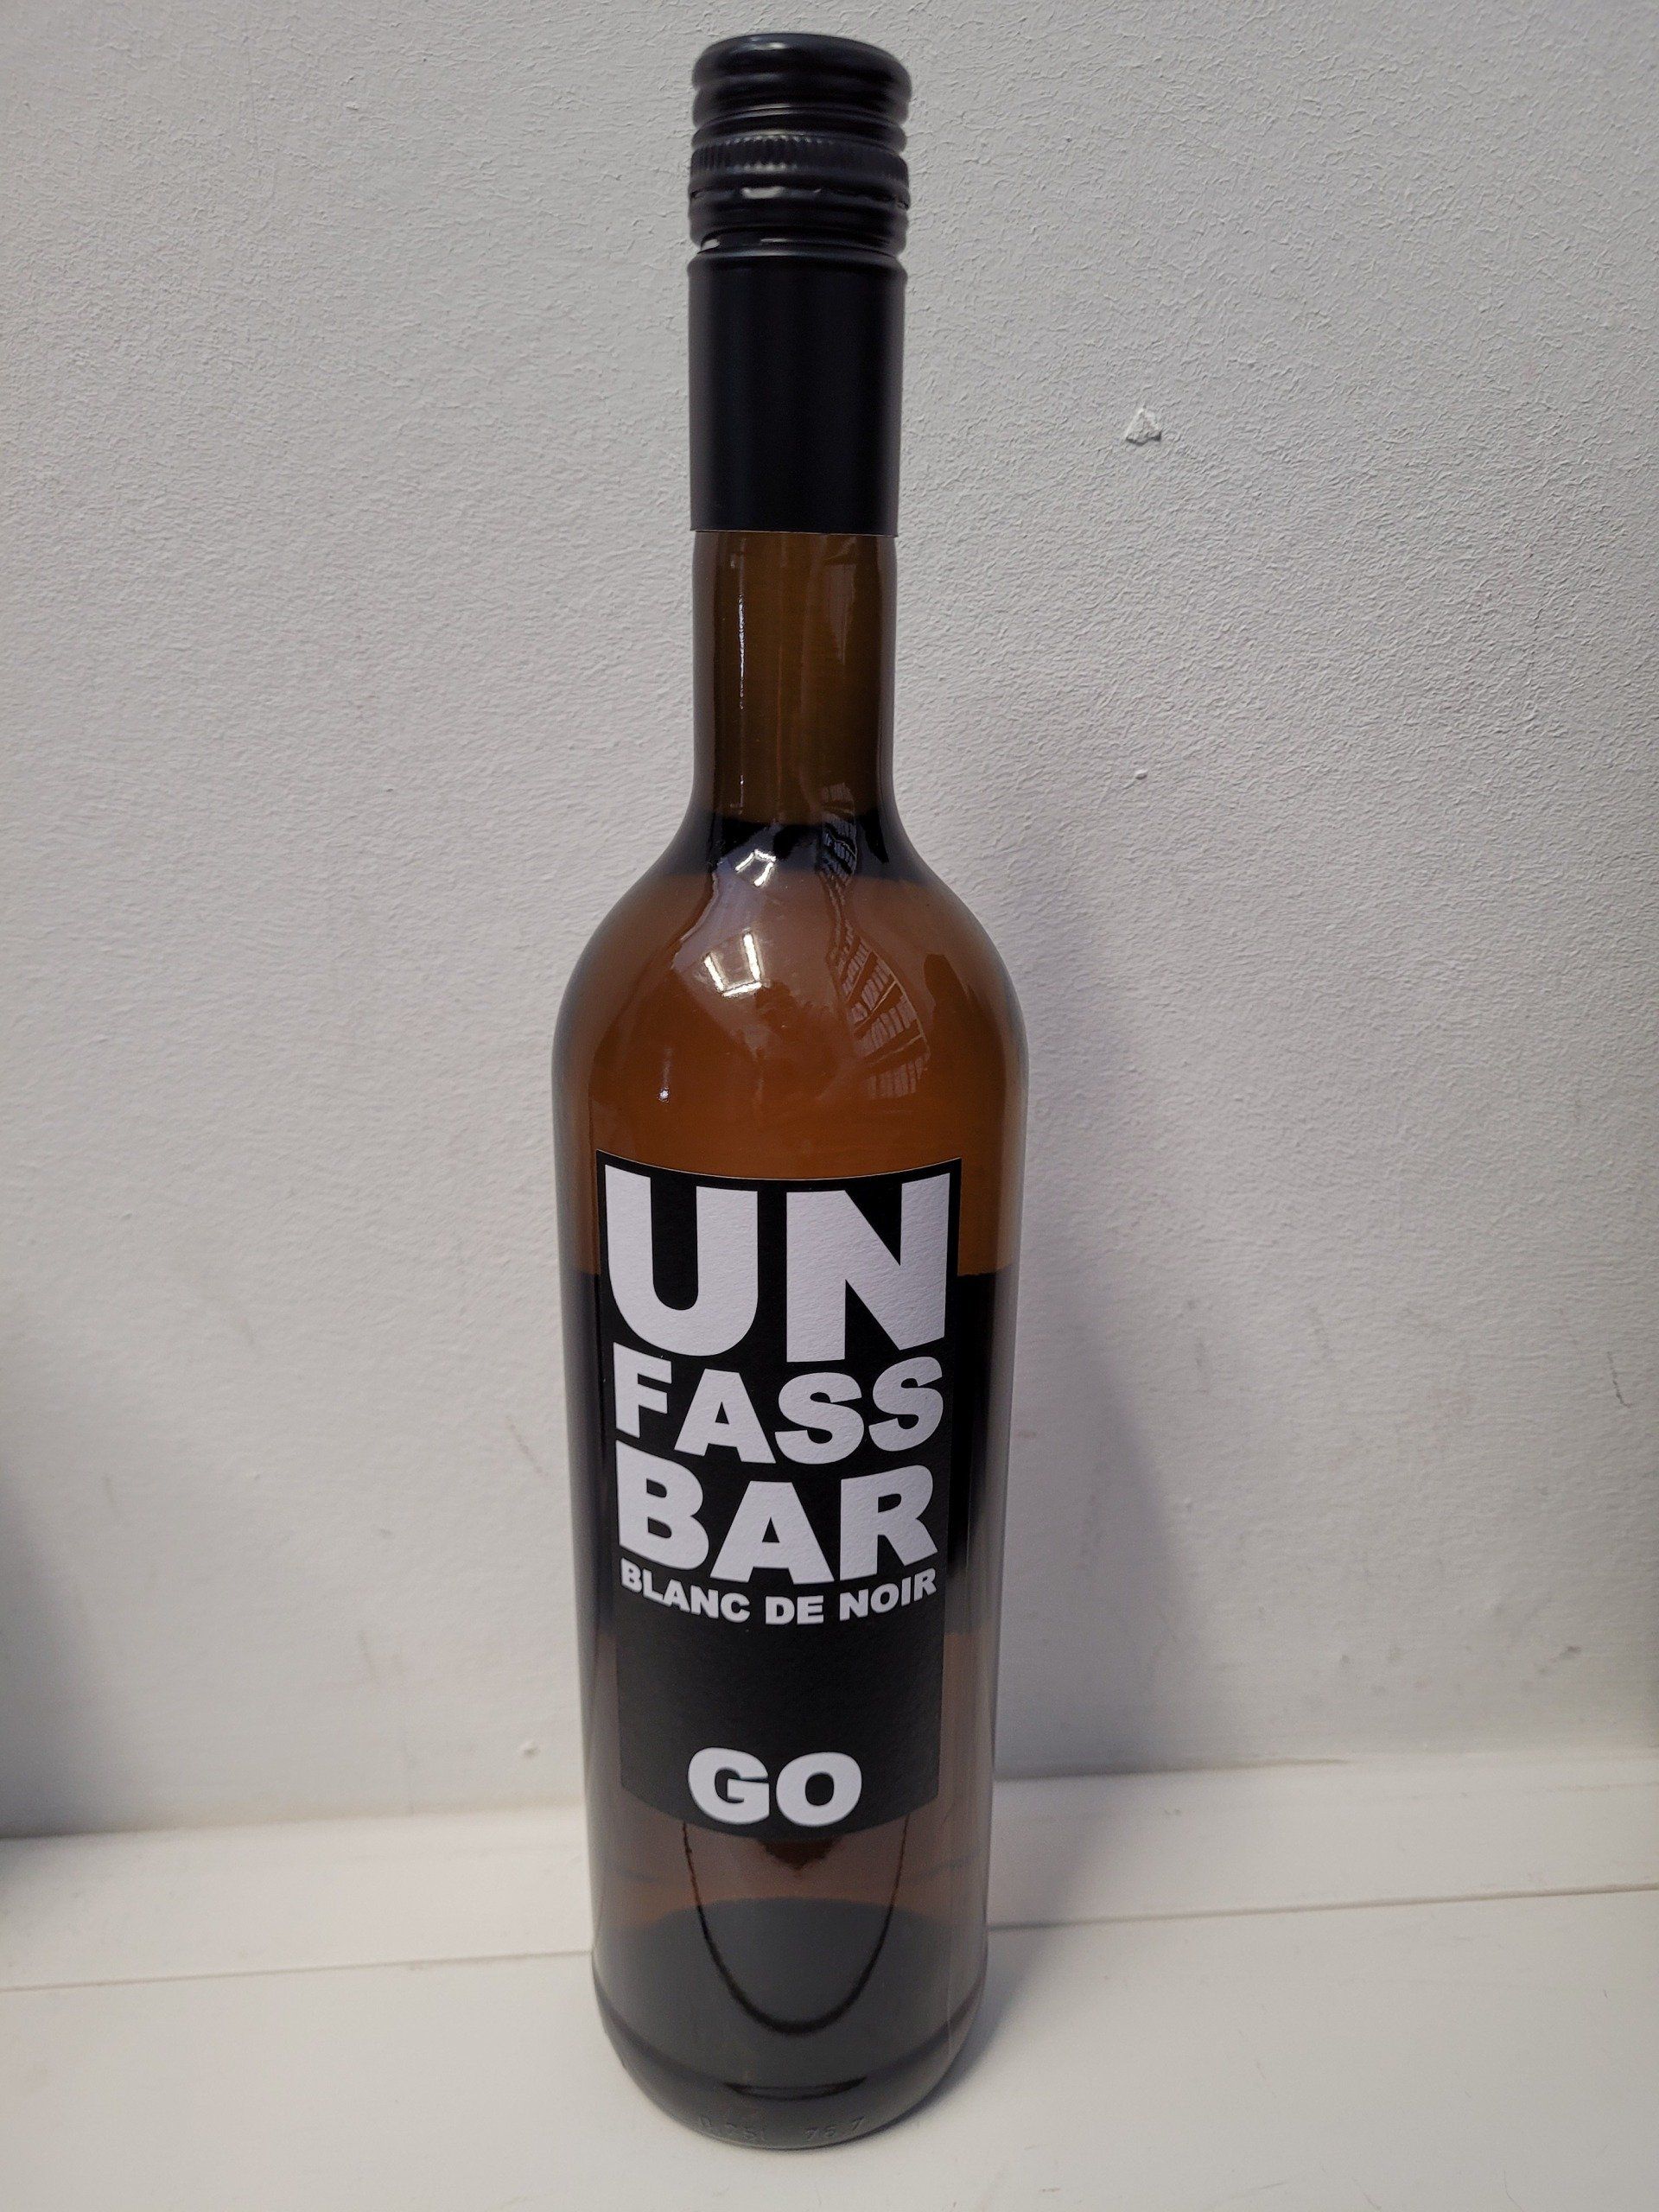 UN
FASS
BAR
BLANC DE NOIR
GO